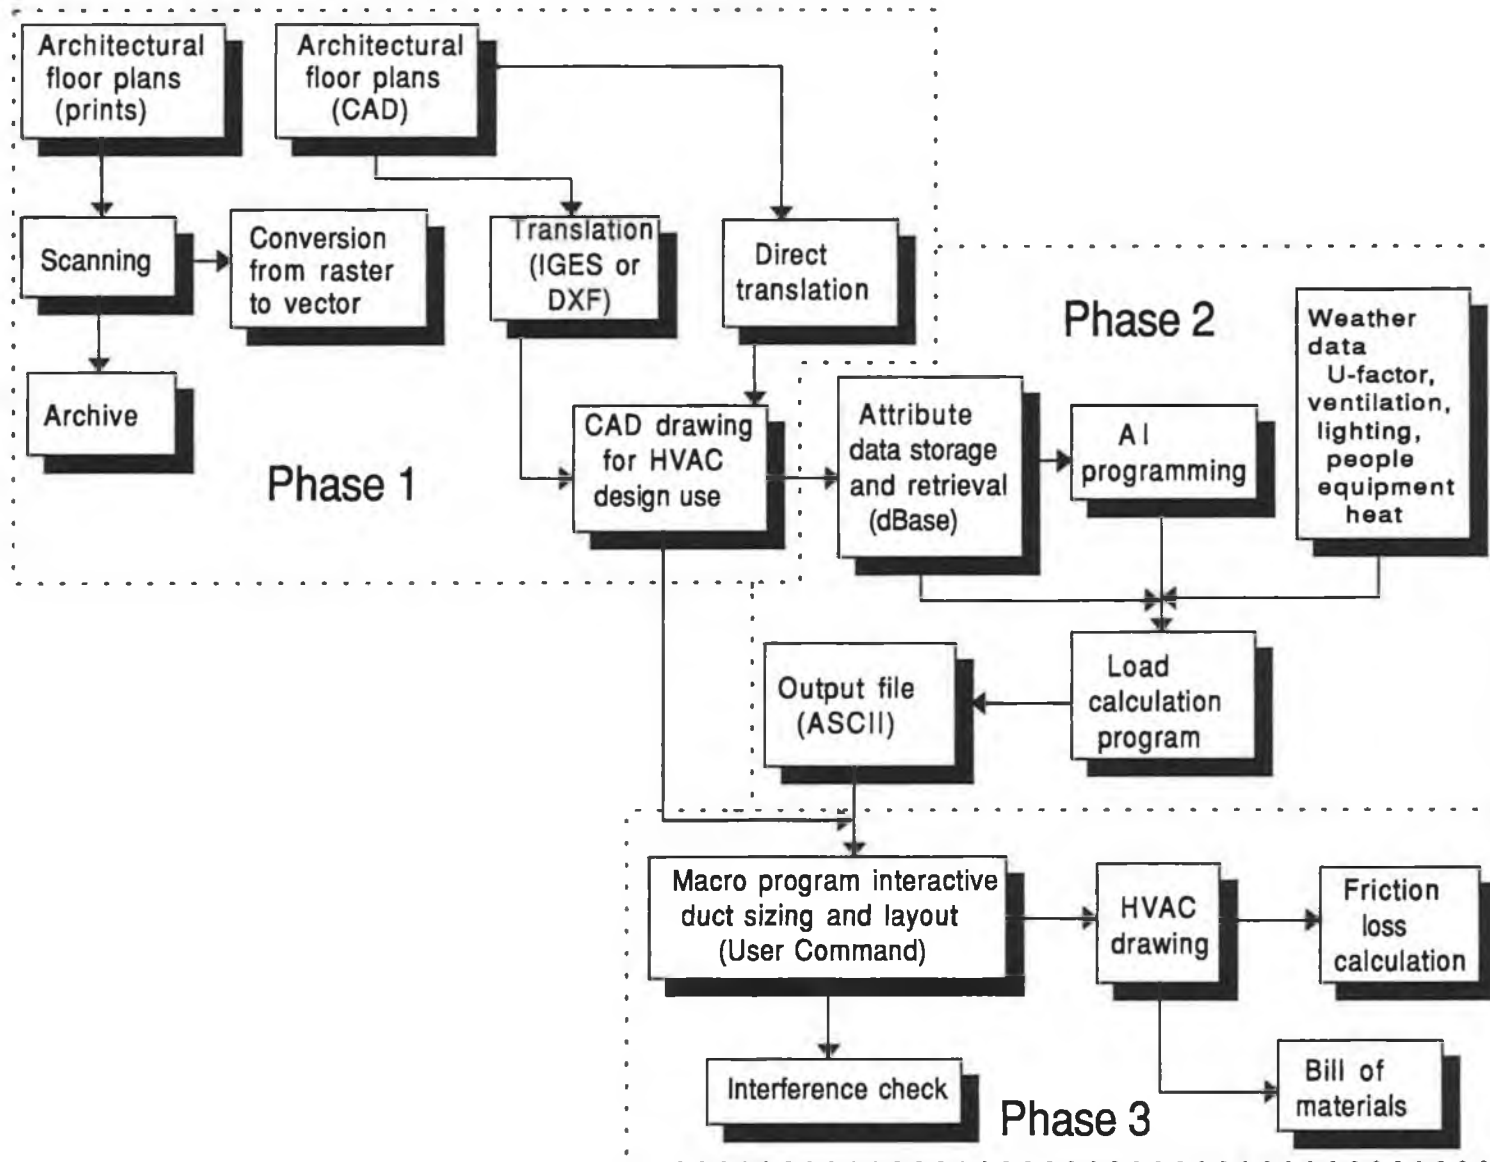 Architectural
floor plans
(prints)
Architectural
floor plans
(CAD)
Scanning
Conversion
from raster
to vector
Translation
(IGES or
DXF)
Direct
translation
Archive
Phase 1
CAD drawing
for HVAC
design use
Phase 2
Attribute
data storage
and retrieval
(dBase)
AI
programming
Weather
data
U-factor,
ventilation,
lighting,
people
equipment
heat
Output file
(ASCII)
Load
calculation
program
Macro program interactive
duct sizing and layout
(User Command)
HVAC
drawing
Friction
loss
calculation
Interference check
Phase 3
Bill of
materials